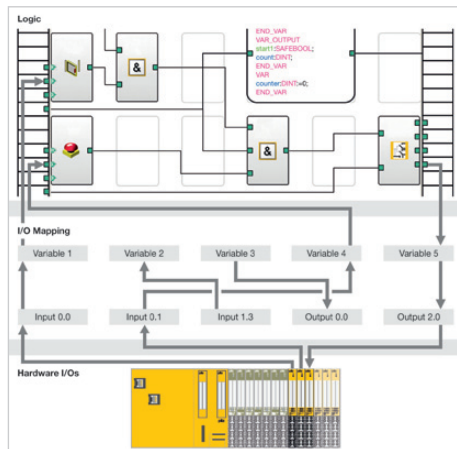 Logic
END_VAR
VAR_OUTPUT
start1:SAFEBOOL;
count:DINT;
END_VAR
VAR
counter:DINT:=0;
END_VAR
&
&
I/O Mapping
Variable 1 Variable 2 Variable 3 Variable 4 Variable 5
Input 0.0 Input 0.1 Input 1.3 Output 0.0 Output 2.0
Hardware I/Os